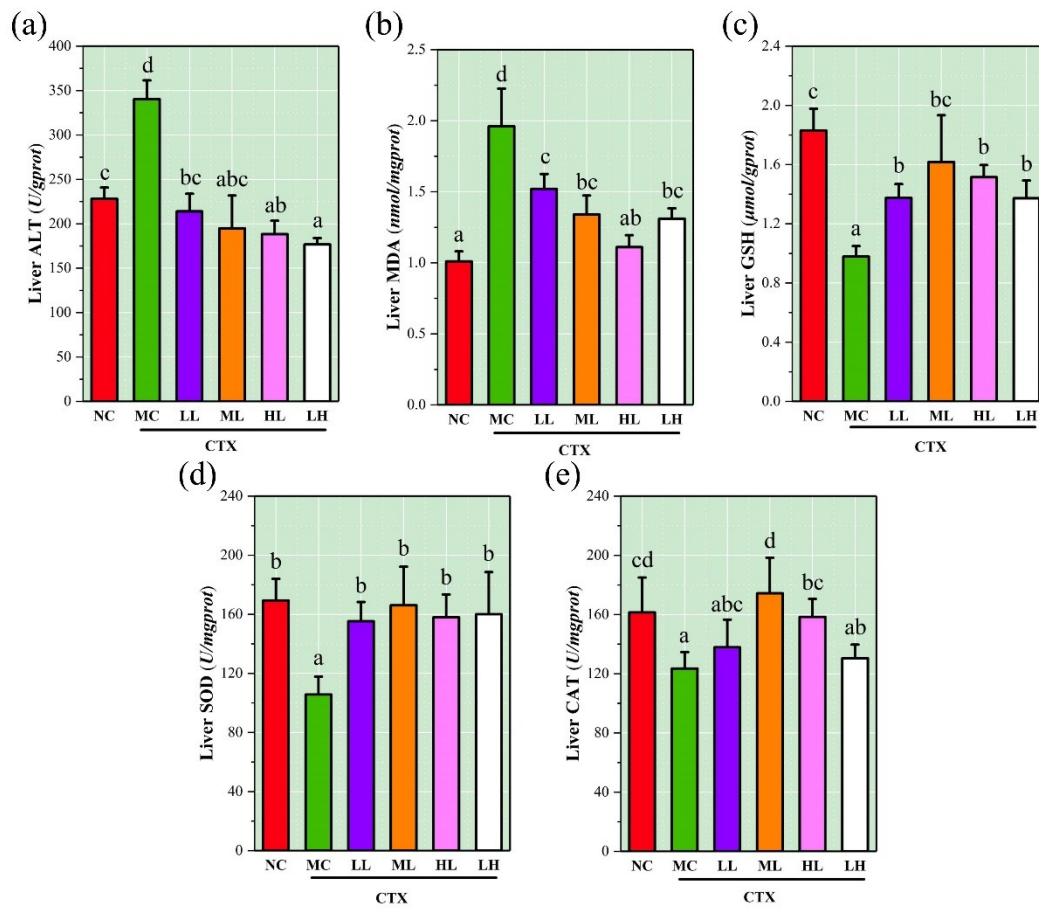 (a)
Liver ALT (U/gprot)
400
350
300
250
200
150
100
50
0
c
d
bc
abc
ab
a
NC MC LL ML HL LH
CTX
(b)
Liver MDA (nmol/mgprot)
2.5
2.0
1.5
1.0
0.5
0.0
a
d
c
bc
ab
bc
NC MC LL ML HL LH
CTX
(c)
Liver GSH (μmol/gprot)
2.4
2.0
1.6
1.2
0.8
0.4
0.0
c
a
b
bc
b
b
NC MC LL ML HL LH
CTX
(d)
Liver SOD (U/mgprot)
240
200
160
120
80
40
0
b
a
b
b
b
b
NC MC LL ML HL LH
CTX
(e)
Liver CAT (U/mgprot)
240
200
160
120
80
40
0
cd
a
abc
d
bc
ab
NC MC LL ML HL LH
CTX